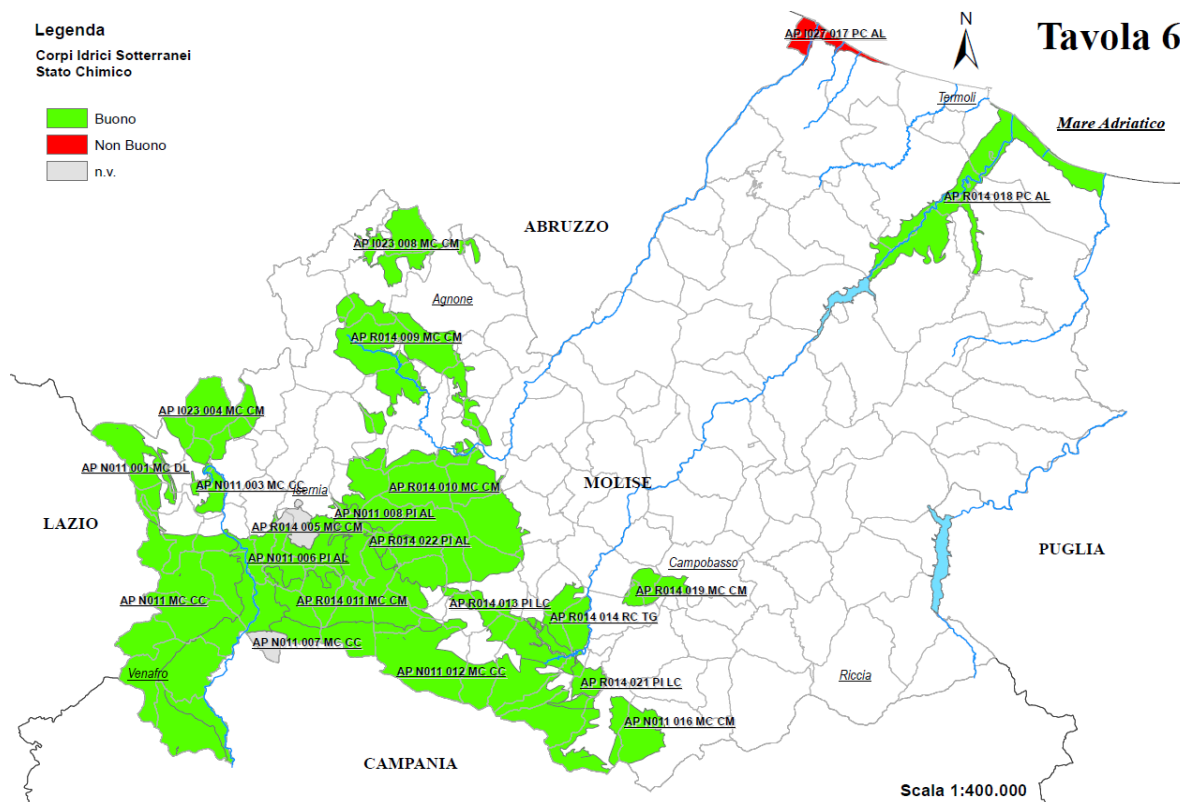 Legenda
Corpi Idrici Sotterranei
Stato Chimico
Buono
Non Buono
n.v.
AP I027 017 PC AL
N
Tavola 6
Termoli
Mare Adriatico
AP R014 018 PC AL
ABRUZZO
AP I023 008 MC CM
Agnone
AP R014 009 MC CM
AP I023 004 MC CM
AP N011 001 MC DL
AP N011 003 MC CC
Isernia
AP R014 010 MC CM
MOLISE
LAZIO
AP N011 008 PI AL
AP R014 005 MC CM
AP R014 022 PI AL
PUGLIA
AP N011 006 PI AL
Campobasso
AP R014 019 MC CM
AP N011 MC CC
AP R014 011 MC CM
AP R014 013 PI LC
AP R014 014 RC TG
AP N011 007 MC CC
AP N011 012 MC CC
Venafro
AP R014 021 PI LC
Riccia
AP N011 016 MC CM
CAMPANIA
Scala 1:400.000